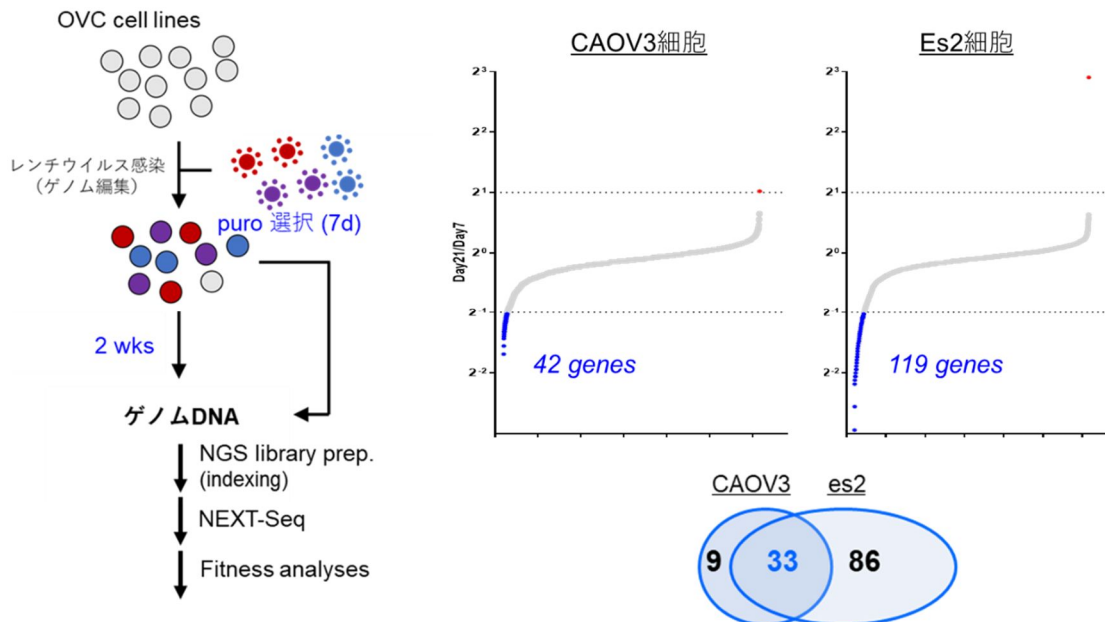 OVC cell lines
レンチウイルス感染
（ゲノム編集）
puro 選択 (7d)
2 wks
ゲノムDNA
NGS library prep.
(indexing)
NEXT-Seq
Fitness analyses
CAOV3細胞
2³
2²
2¹
2⁰
2⁻¹
2⁻²
Day21/Day7
42 genes
Es2細胞
2³
2²
2¹
2⁰
2⁻¹
2⁻²
119 genes
CAOV3
es2
9
33
86